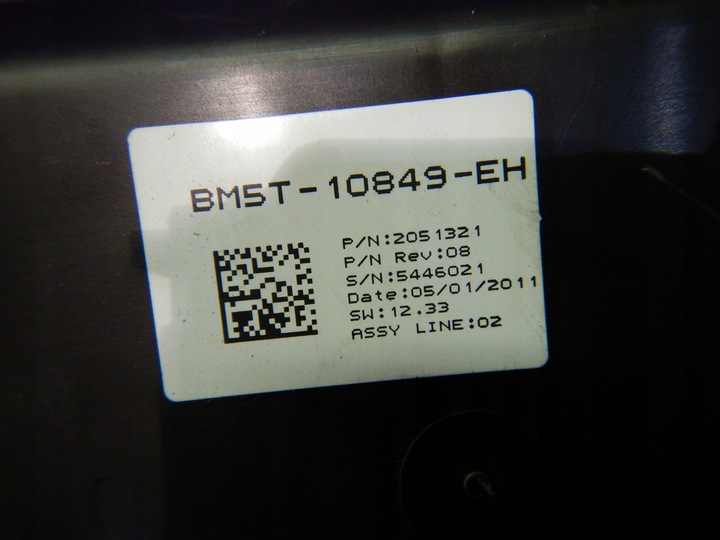 BM5T-10849-EH
P/N:2051321
P/N Rev:08
S/N:5446021
Date:05/01/2011
SW:12.33
ASSY LINE:02